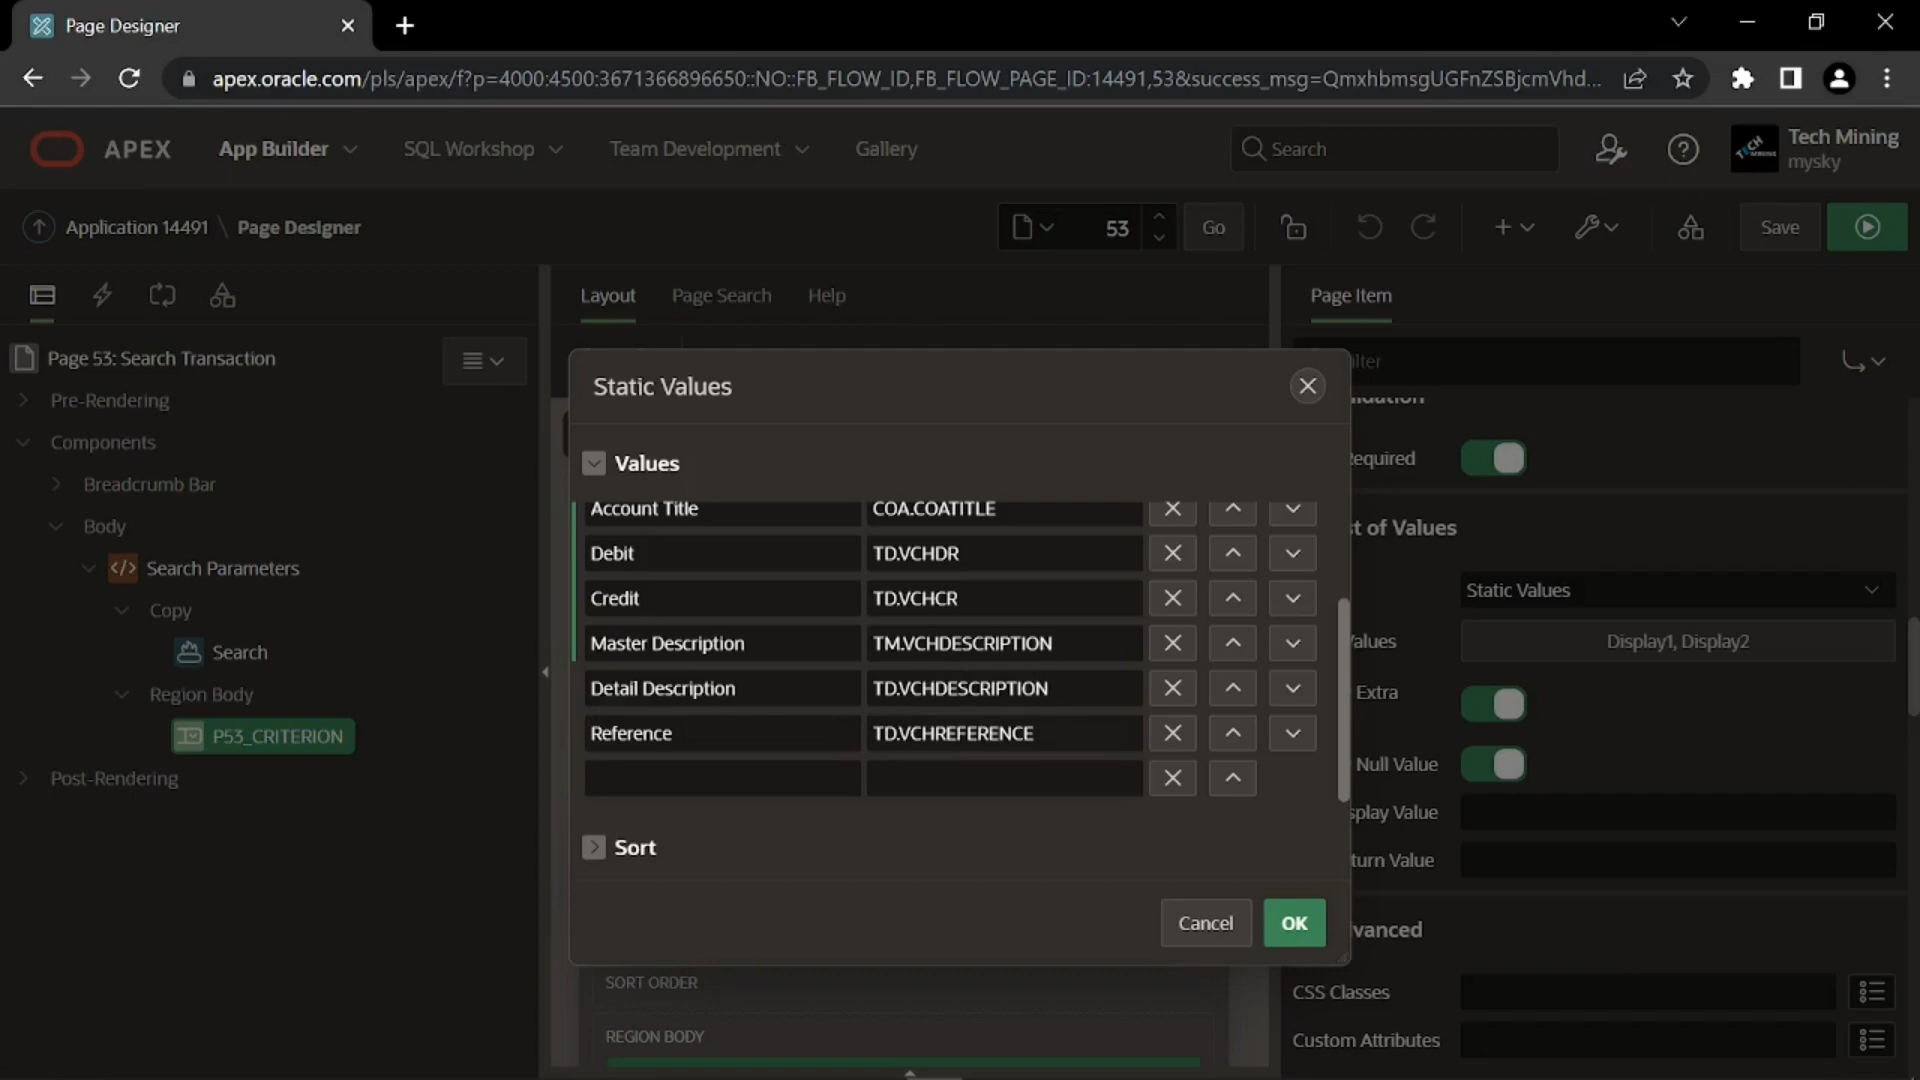 Page Designer
apex.oracle.com/pls/apex/f?p=4000:4500:3671366896650::NO::FB_FLOW_ID,FB_FLOW_PAGE_ID:14491,53&success_msg=QmxhbmsgUGFnZSBjcmVhd...
APEX App Builder SQL Workshop Team Development Gallery Search Tech Mining
mysky
Application 14491 \ Page Designer 53 Go Save
Layout Page Search Help Page Item
Page 53: Search Transaction
Pre-Rendering
Components
Breadcrumb Bar
Body
Search Parameters
Copy
Search
Region Body
P53_CRITERION
Post-Rendering
Static Values
Values
Account Title COA.COATITLE
Debit TD.VCHDR
Credit TD.VCHCR
Master Description TM.VCHDESCRIPTION
Detail Description TD.VCHDESCRIPTION
Reference TD.VCHREFERENCE
Sort
Cancel OK
SORT ORDER
REGION BODY
ilter
lidation
equired
st of Values
Static Values
alues Display1, Display2
Extra
Null Value
splay Value
turn Value
vanced
CSS Classes
Custom Attributes